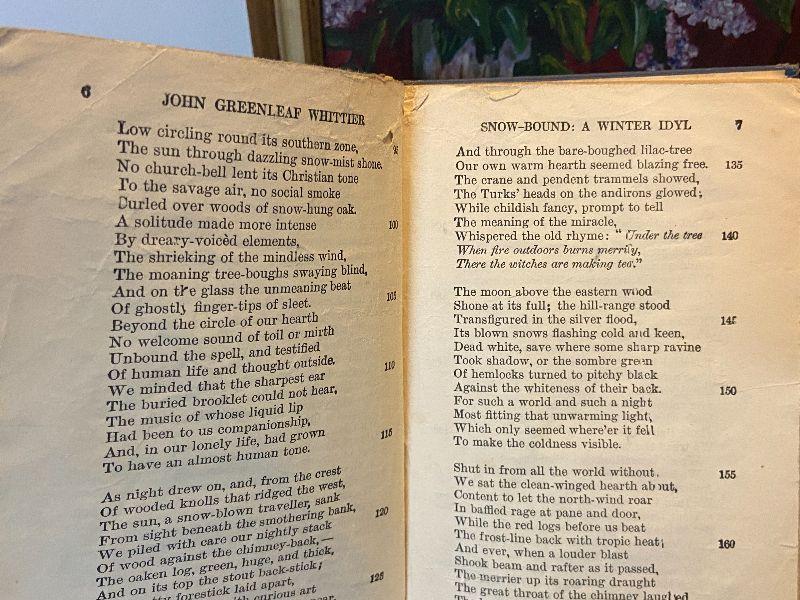 6
JOHN GREENLEAF WHITTIER
Low circling round its southern zone, 95
The sun through dazzling snow-mist shone.
No church-bell lent its Christian tone
To the savage air, no social smoke
Curled over woods of snow-hung oak.
A solitude made more intense 100
By dreary-voicëd elements,
The shrieking of the mindless wind,
The moaning tree-boughs swaying blind,
And on the glass the unmeaning beat
Of ghostly finger-tips of sleet. 105
Beyond the circle of our hearth
No welcome sound of toil or mirth
Unbound the spell, and testified
Of human life and thought outside.
We minded that the sharpest ear 110
The buried brooklet could not hear,
The music of whose liquid lip
Had been to us companionship,
And, in our lonely life, had grown 115
To have an almost human tone.
As night drew on, and, from the crest
Of wooded knolls that ridged the west,
The sun, a snow-blown traveller, sank
From sight beneath the smothering bank, 120
We piled with care our nightly stack
Of wood against the chimney-back,—
The oaken log, green, huge, and thick,
And on its top the stout back-stick;
forestick laid apart, 125
with curious art
SNOW-BOUND: A WINTER IDYL 7
And through the bare-boughed lilac-tree
Our own warm hearth seemed blazing free. 135
The crane and pendent trammels showed,
The Turks' heads on the andirons glowed;
While childish fancy, prompt to tell
The meaning of the miracle,
Whispered the old rhyme: "Under the tree 140
When fire outdoors burns merrily,
There the witches are making tea."
The moon above the eastern wood
Shone at its full; the hill-range stood
Transfigured in the silver flood, 145
Its blown snows flashing cold and keen,
Dead white, save where some sharp ravine
Took shadow, or the sombre green
Of hemlocks turned to pitchy black
Against the whiteness of their back. 150
For such a world and such a night
Most fitting that unwarming light,
Which only seemed where'er it fell
To make the coldness visible.
Shut in from all the world without, 155
We sat the clean-winged hearth about,
Content to let the north-wind roar
In baffled rage at pane and door,
While the red logs before us beat
The frost-line back with tropic heat; 160
And ever, when a louder blast
Shook beam and rafter as it passed,
The merrier up its roaring draught
The great throat of the chimney laughed